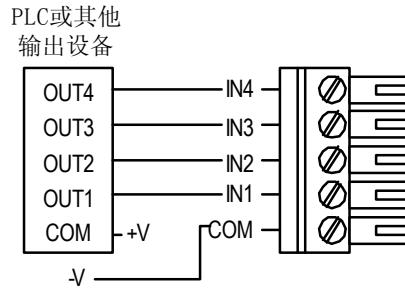 PLC或其他
输出设备
OUT4 IN4
OUT3 IN3
OUT2 IN2
OUT1 IN1
COM +V COM
-V